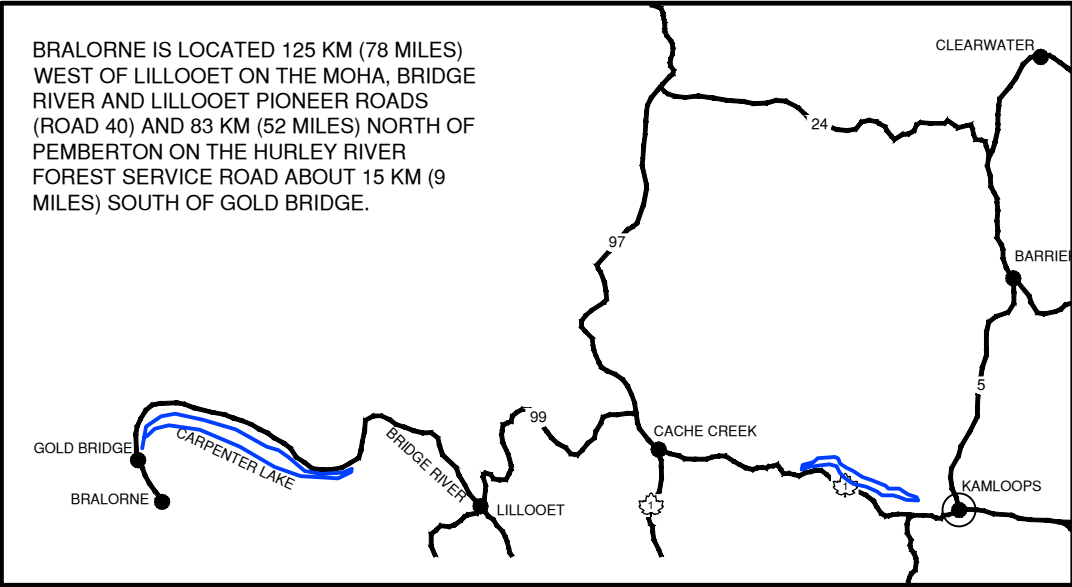 BRALORNE IS LOCATED 125 KM (78 MILES)
WEST OF LILLOOET ON THE MOHA, BRIDGE
RIVER AND LILLOOET PIONEER ROADS
(ROAD 40) AND 83 KM (52 MILES) NORTH OF
PEMBERTON ON THE HURLEY RIVER
FOREST SERVICE ROAD ABOUT 15 KM (9
MILES) SOUTH OF GOLD BRIDGE.
CLEARWATER
24
97
BARRIE
5
99
CACHE CREEK
GOLD BRIDGE
CARPENTER LAKE
BRIDGE RIVER
BRALORNE
LILLOOET
1
1
KAMLOOPS